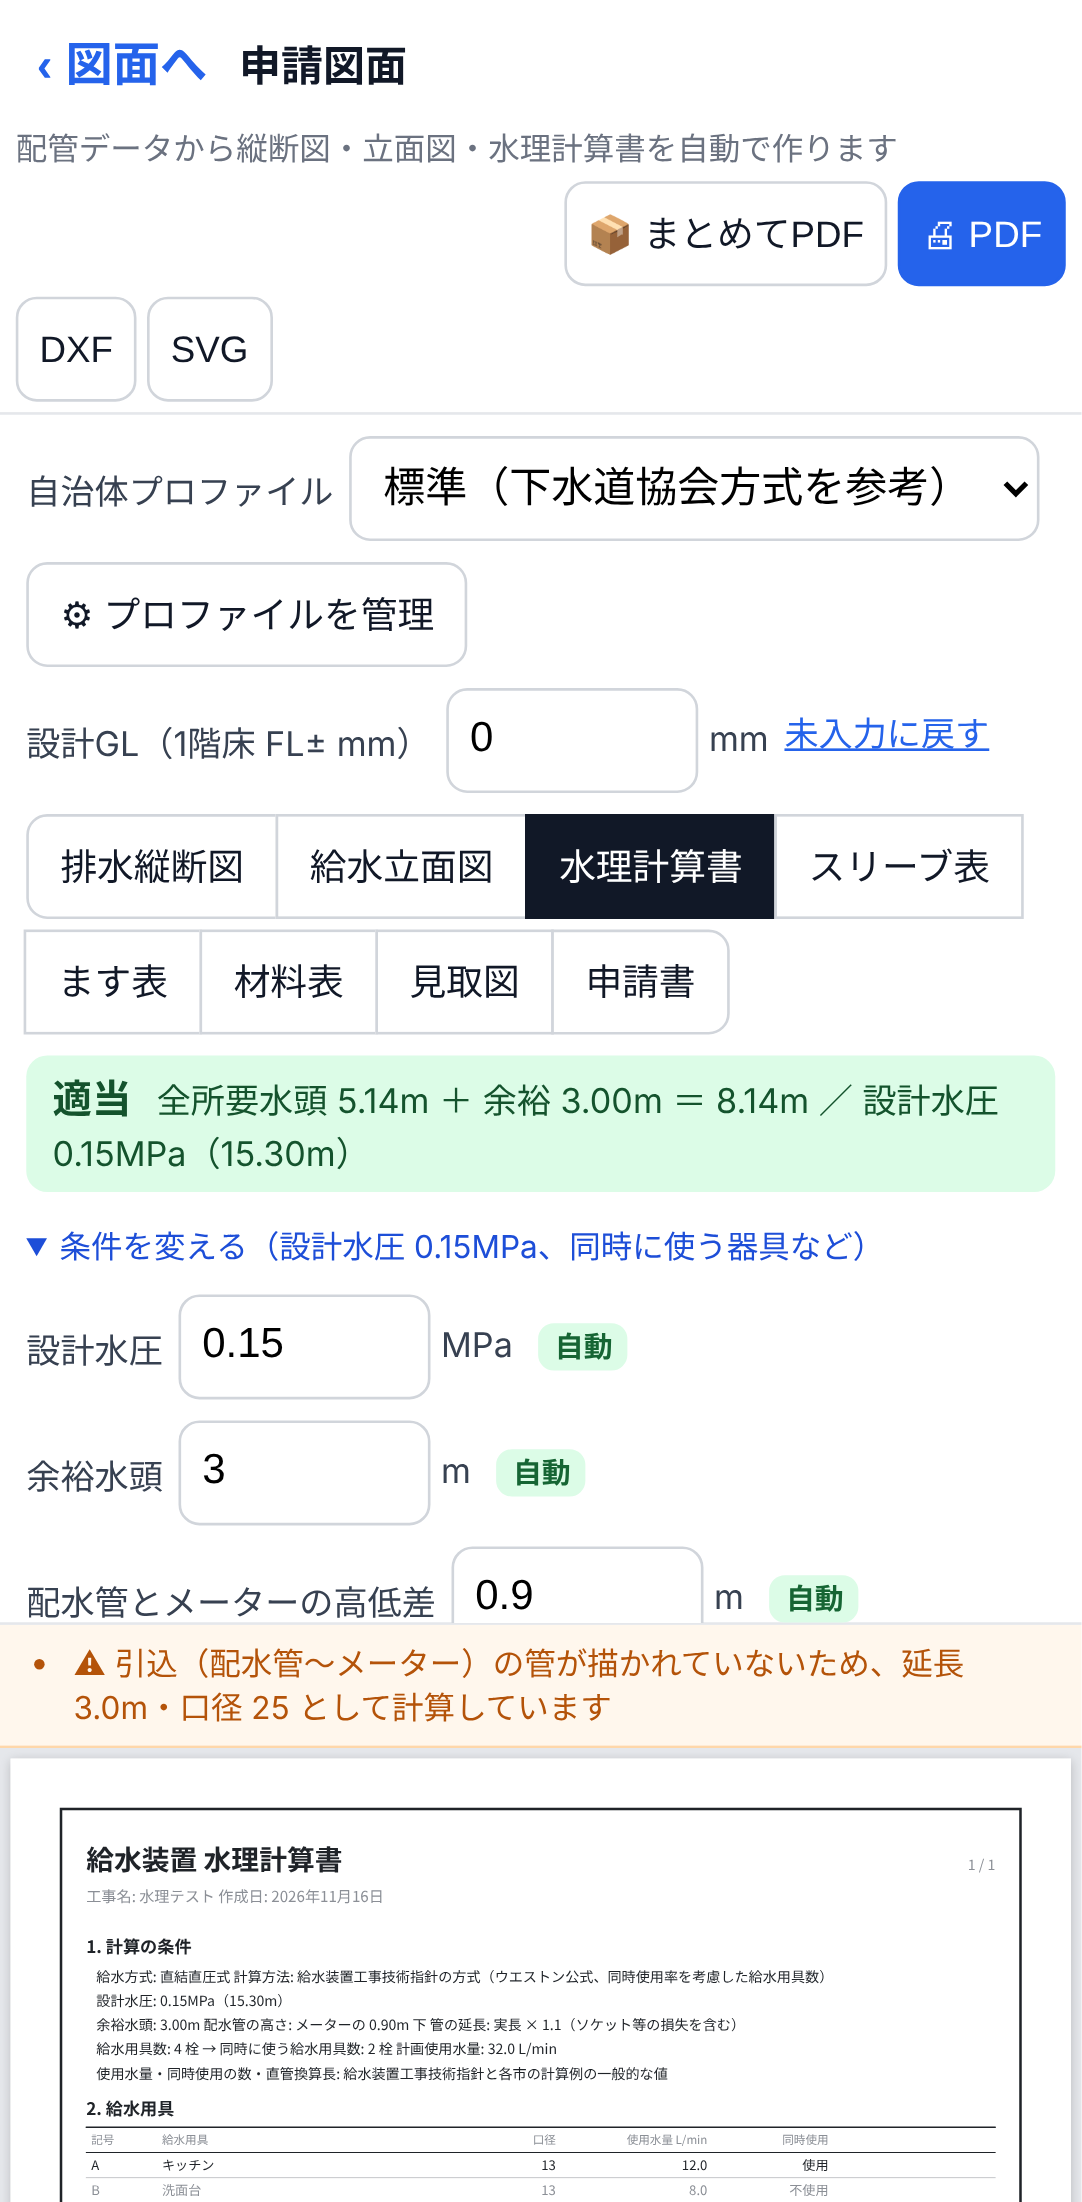 ‹ 図面へ 申請図面
配管データから縦断図・立面図・水理計算書を自動で作ります
📦 まとめてPDF 🖨 PDF
DXF SVG
自治体プロファイル 標準（下水道協会方式を参考）
⚙ プロファイルを管理
設計GL（1階床 FL± mm） 0 mm 未入力に戻す
排水縦断図 給水立面図 水理計算書 スリーブ表
ます表 材料表 見取図 申請書
適当 全所要水頭 5.14m ＋ 余裕 3.00m ＝ 8.14m ／ 設計水圧
0.15MPa（15.30m）
▼ 条件を変える（設計水圧 0.15MPa、同時に使う器具など）
設計水圧 0.15 MPa 自動
余裕水頭 3 m 自動
配水管とメーターの高低差 0.9 m 自動
• ⚠ 引込（配水管〜メーター）の管が描かれていないため、延長
3.0m・口径 25 として計算しています
給水装置 水理計算書 1 / 1
工事名: 水理テスト 作成日: 2026年11月16日
1. 計算の条件
給水方式: 直結直圧式 計算方法: 給水装置工事技術指針の方式（ウエストン公式、同時使用率を考慮した給水用具数）
設計水圧: 0.15MPa（15.30m）
余裕水頭: 3.00m 配水管の高さ: メーターの 0.90m 下 管の延長: 実長 × 1.1（ソケット等の損失を含む）
給水用具数: 4 栓 → 同時に使う給水用具数: 2 栓 計画使用水量: 32.0 L/min
使用水量・同時使用の数・直管換算長: 給水装置工事技術指針と各市の計算例の一般的な値
2. 給水用具
記号 給水用具 口径 使用水量 L/min 同時使用
A キッチン 13 12.0 使用
B 洗面台 13 8.0 不使用